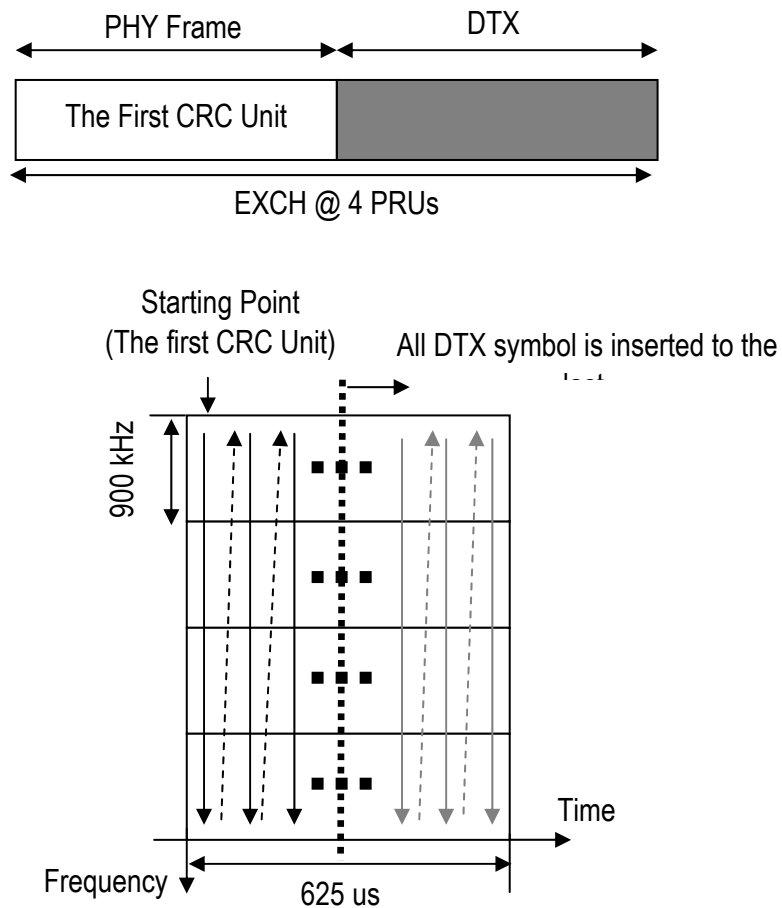 PHY Frame
DTX
The First CRC Unit
EXCH @ 4 PRUs
Starting Point
(The first CRC Unit)
All DTX symbol is inserted to the
900 kHz
Time
Frequency
625 us